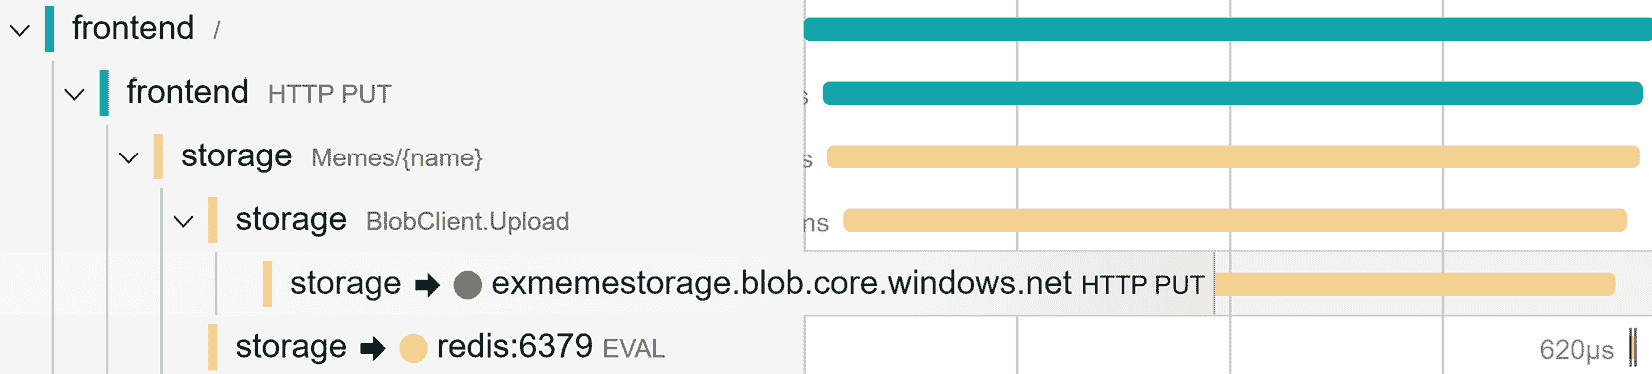 frontend /
frontend HTTP PUT
s
storage Memes/{name}
s
storage BlobClient.Upload
ms
storage ➡ exmemestorage.blob.core.windows.net HTTP PUT
storage ➡ redis:6379 EVAL
620μs